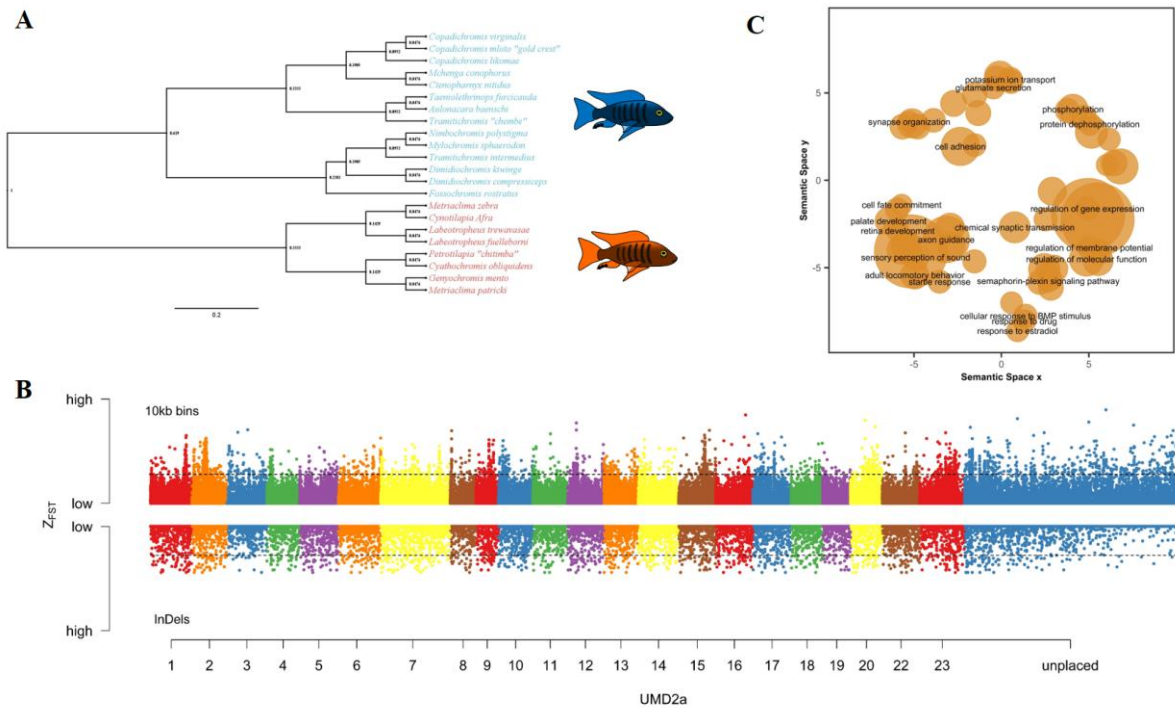 A
Copadichromis virginalis
Copadichromis mloto "gold crest"
Copadichromis likomae
Mchenga conophorus
Ctenopharnyx nitidus
Taeniolethrinops furcicauda
Aulonacara baenschi
Tramitichromis "chembe"
Nimbochromis polystigma
Mylochromis sphaerodon
Tramitichromis intermedius
Dimidiochromis kiwinge
Dimidiochromis compressiceps
Fossochromis rostratus
Metriaclima zebra
Cynotilapia Afra
Labeotropheus trewavasae
Labeotropheus fuelleborni
Petrotilapia "chitimba"
Cyathochromis obliquidens
Genyochromis mento
Metriaclima patricki
0.2
C
5
0
-5
Semantic Space y
potassium ion transport
glutamate secretion
phosphorylation
synapse organization
protein dephosphorylation
cell adhesion
cell fate commitment
regulation of gene expression
palate development
chemical synaptic transmission
retina development
axon guidance
regulation of membrane potential
sensory perception of sound
regulation of molecular function
adult locomotory behavior
startle response
semaphorin-plexin signaling pathway
cellular response to BMP stimulus
response to drug
response to estradiol
-5 0 5
Semantic Space x
B
high
10kb bins
low
ZFST
low
InDels
high
1 2 3 4 5 6 7 8 9 10 11 12 13 14 15 16 17 18 19 20 22 23 unplaced
UMD2a